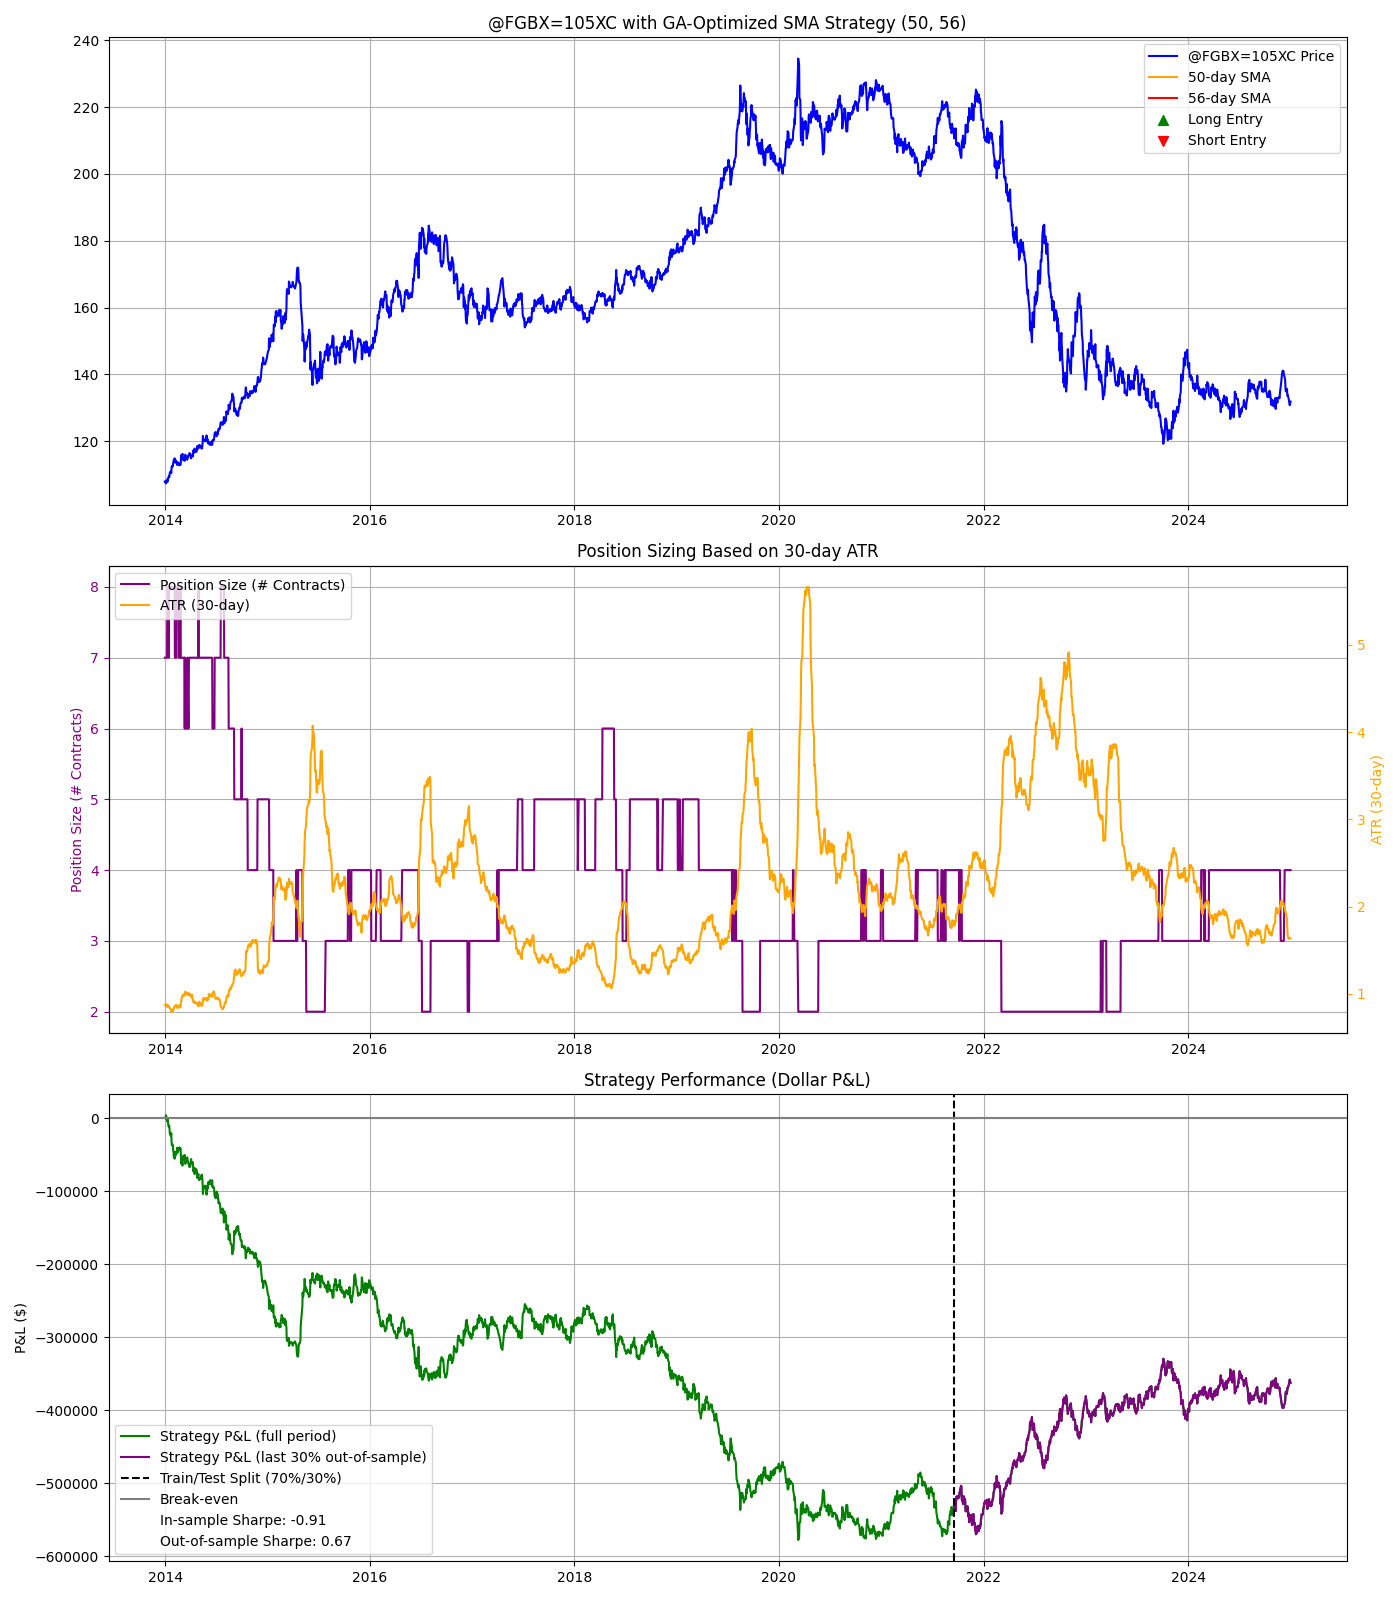 @FGBX=105XC with GA-Optimized SMA Strategy (50, 56)
240
220
200
180
160
140
120
@FGBX=105XC Price
50-day SMA
56-day SMA
Long Entry
Short Entry
2014 2016 2018 2020 2022 2024
Position Sizing Based on 30-day ATR
Position Size (# Contracts)
8
7
6
5
4
3
2
Position Size (# Contracts)
ATR (30-day)
5
4
3
2
1
ATR (30-day)
2014 2016 2018 2020 2022 2024
Strategy Performance (Dollar P&L)
P&L ($)
0
−100000
−200000
−300000
−400000
−500000
−600000
Strategy P&L (full period)
Strategy P&L (last 30% out-of-sample)
Train/Test Split (70%/30%)
Break-even
In-sample Sharpe: -0.91
Out-of-sample Sharpe: 0.67
2014 2016 2018 2020 2022 2024